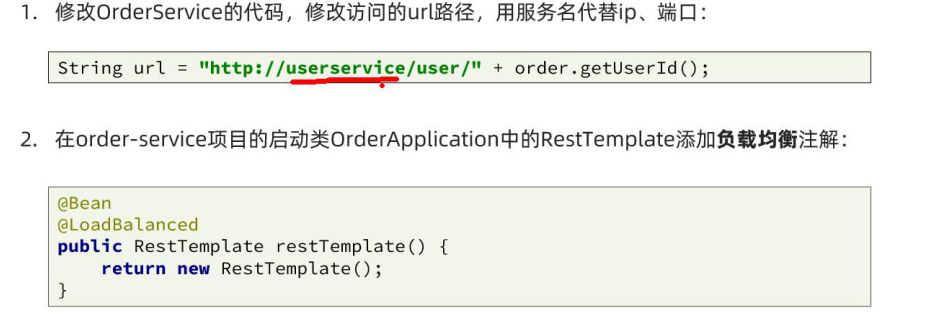 1. 修改OrderService的代码，修改访问的url路径，用服务名代替ip、端口：
String url = "http://userservice/user/" + order.getUserId();
2. 在order-service项目的启动类OrderApplication中的RestTemplate添加负载均衡注解：
@Bean
@LoadBalanced
public RestTemplate restTemplate() {
    return new RestTemplate();
}